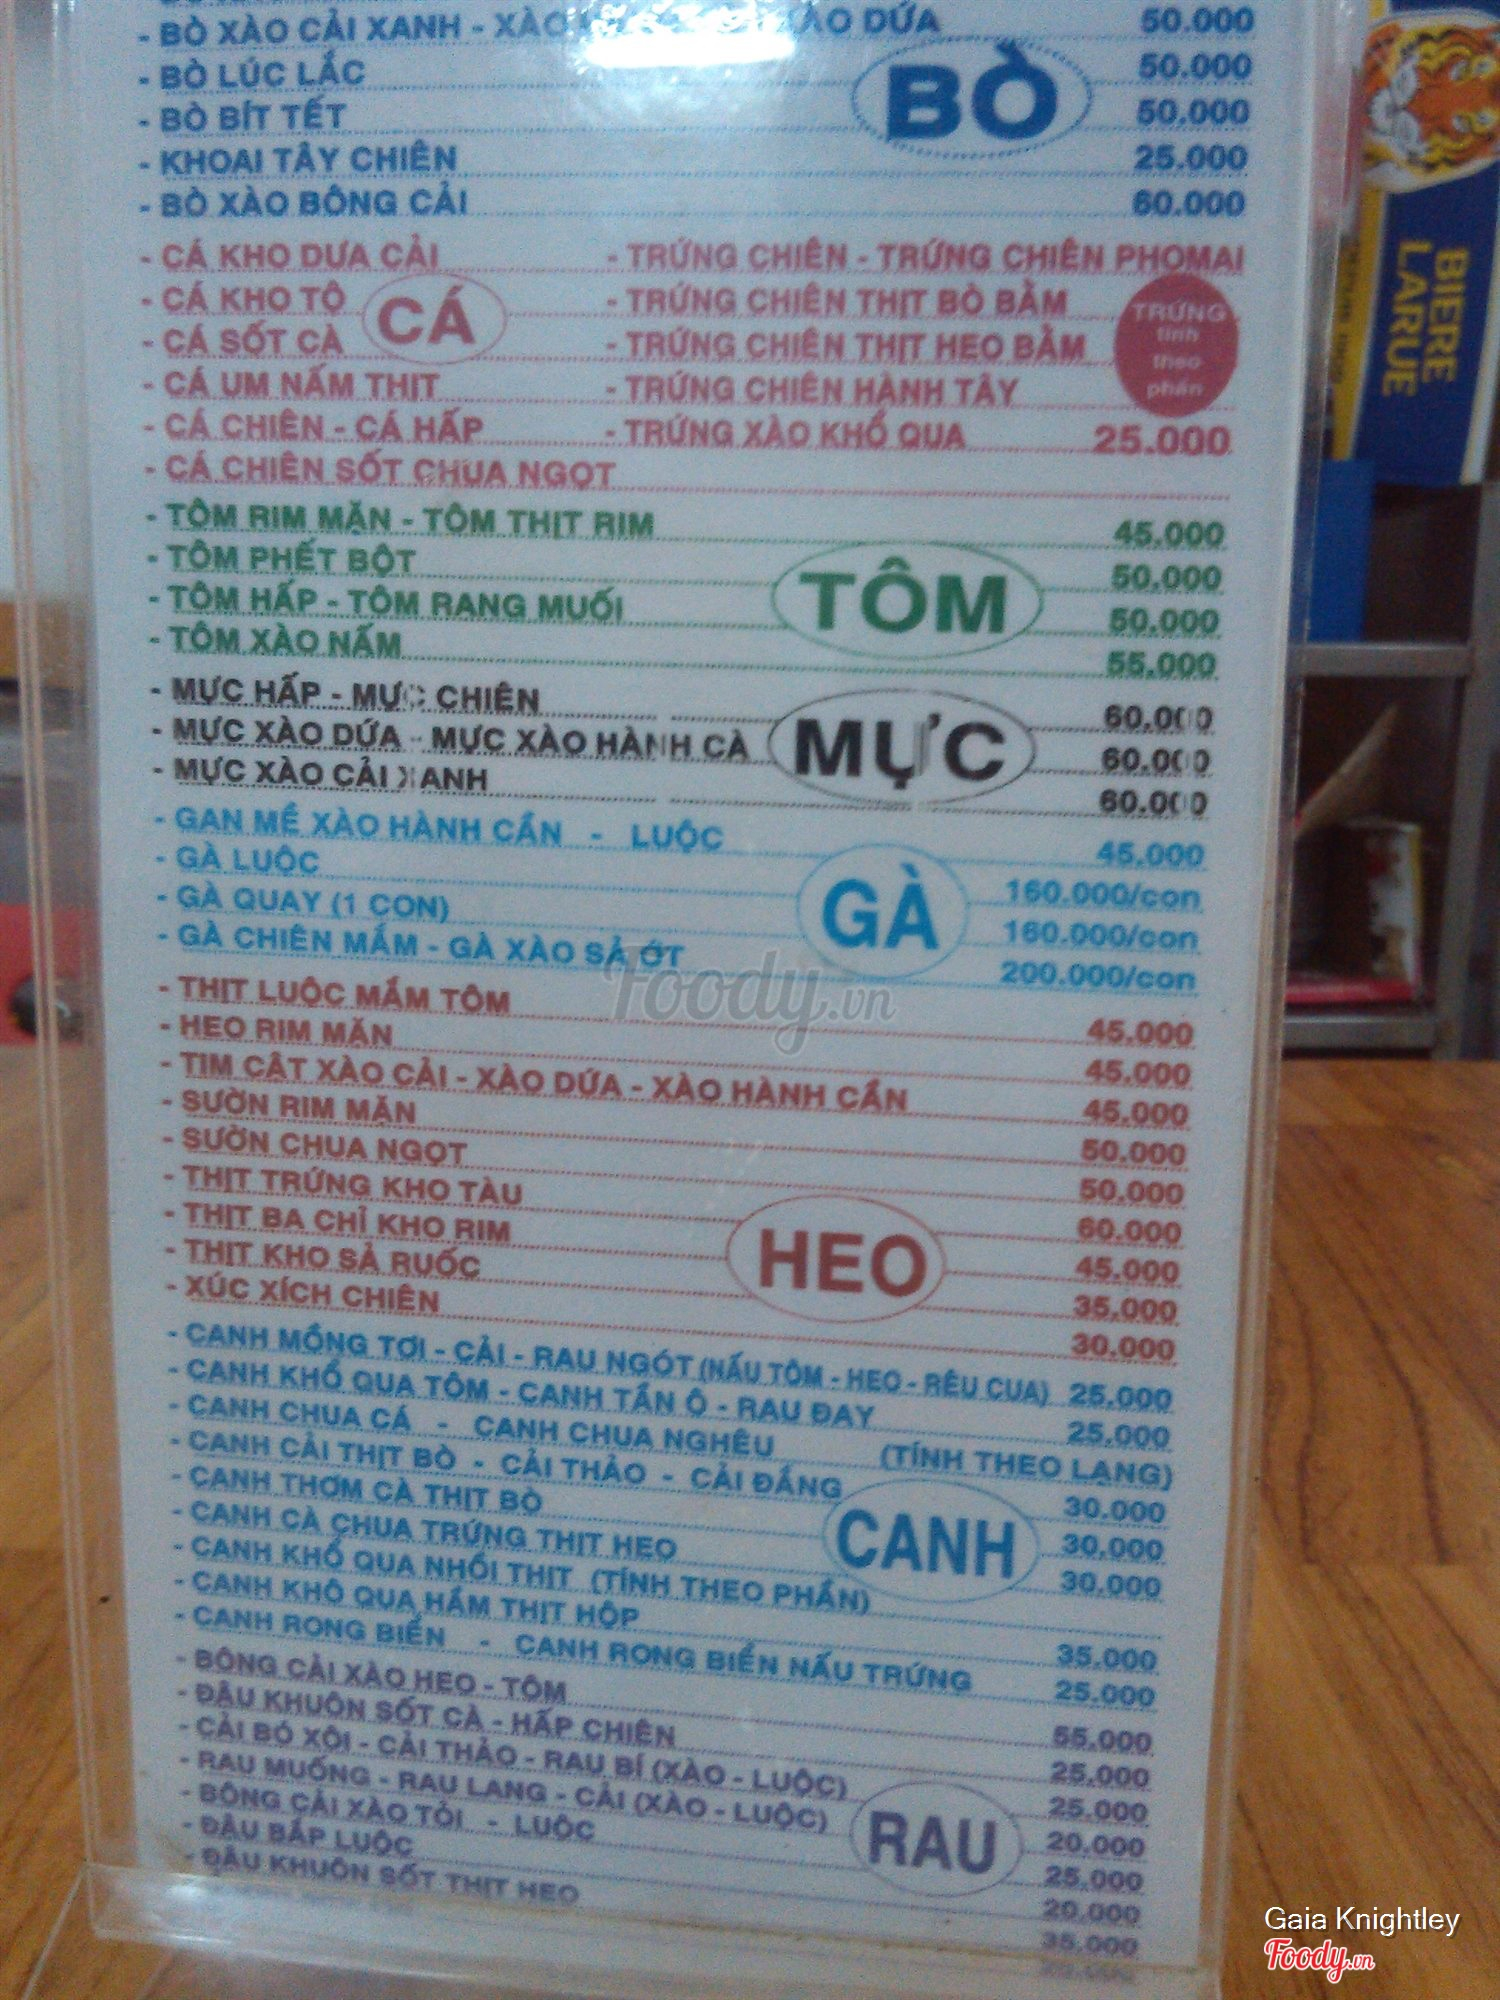 - BÒ XÀO CẢI XANH - XÀO DỨA 50.000
- BÒ LÚC LẮC 50.000
- BÒ BÍT TẾT 50.000
BÒ
- KHOAI TÂY CHIÊN 25.000
- BÒ XÀO BÔNG CẢI 60.000
- CÁ KHO DƯA CẢI
- CÁ KHO TỘ
- CÁ SỐT CÀ
CÁ
- CÁ UM NẤM THỊT
- CÁ CHIÊN - CÁ HẤP
- CÁ CHIÊN SỐT CHUA NGỌT
- TRỨNG CHIÊN - TRỨNG CHIÊN PHOMAI
- TRỨNG CHIÊN THỊT BÒ BẰM
- TRỨNG CHIÊN THỊT HEO BẰM
- TRỨNG CHIÊN HÀNH TÂY
- TRỨNG XÀO KHỔ QUA 25.000
TRỨNG
tính
theo
phần
- TÔM RIM MẶN - TÔM THỊT RIM 45.000
- TÔM PHẾT BỘT 50.000
- TÔM HẤP - TÔM RANG MUỐI 50.000
- TÔM XÀO NẤM 55.000
TÔM
- MỰC HẤP - MỰC CHIÊN 60.000
- MỰC XÀO DỨA - MỰC XÀO HÀNH CÀ 60.000
- MỰC XÀO CẢI XANH 60.000
MỰC
- GAN MỀ XÀO HÀNH CẦN - LUỘC 45.000
- GÀ LUỘC 160.000/con
- GÀ QUAY (1 CON) 160.000/con
- GÀ CHIÊN MẮM - GÀ XÀO SẢ ỚT 200.000/con
GÀ
- THỊT LUỘC MẮM TÔM 45.000
- HEO RIM MẶN 45.000
- TIM CẬT XÀO CẢI - XÀO DỨA - XÀO HÀNH CẦN 45.000
- SƯỜN RIM MẶN 50.000
- SƯỜN CHUA NGỌT 50.000
- THỊT TRỨNG KHO TÀU 60.000
- THỊT BA CHỈ KHO RIM 45.000
- THỊT KHO SẢ RUỐC 35.000
- XÚC XÍCH CHIÊN 30.000
HEO
- CANH MỒNG TƠI - CẢI - RAU NGÓT (NẤU TÔM - HEO - RÊU CUA) 25.000
- CANH KHỔ QUA TÔM - CANH TẦN Ô - RAU ĐAY 25.000
- CANH CHUA CÁ - CANH CHUA NGHÊU (TÍNH THEO LẠNG)
- CANH CẢI THỊT BÒ - CẢI THẢO - CẢI ĐẮNG 30.000
- CANH THƠM CÀ THỊT BÒ 30.000
- CANH CÀ CHUA TRỨNG THỊT HEO 30.000
- CANH KHỔ QUA NHỒI THỊT (TÍNH THEO PHẦN)
- CANH KHỔ QUA HẦM THỊT HỘP 35.000
- CANH RONG BIỂN - CANH RONG BIỂN NẤU TRỨNG 25.000
CANH
- BÔNG CẢI XÀO HEO - TÔM 55.000
- ĐẬU KHUÔN SỐT CÀ - HẤP CHIÊN 25.000
- CẢI BÓ XÔI - CẢI THẢO - RAU BÍ (XÀO - LUỘC) 25.000
- RAU MUỐNG - RAU LANG - CẢI (XÀO - LUỘC) 20.000
- BÔNG CẢI XÀO TỎI - LUỘC 25.000
- ĐẬU BẮP LUỘC 20.000
- ĐẬU KHUÔN SỐT THỊT HEO 35.000
RAU
BIERE
LARUE
Foody.vn
Gaia Knightley
Foody.vn